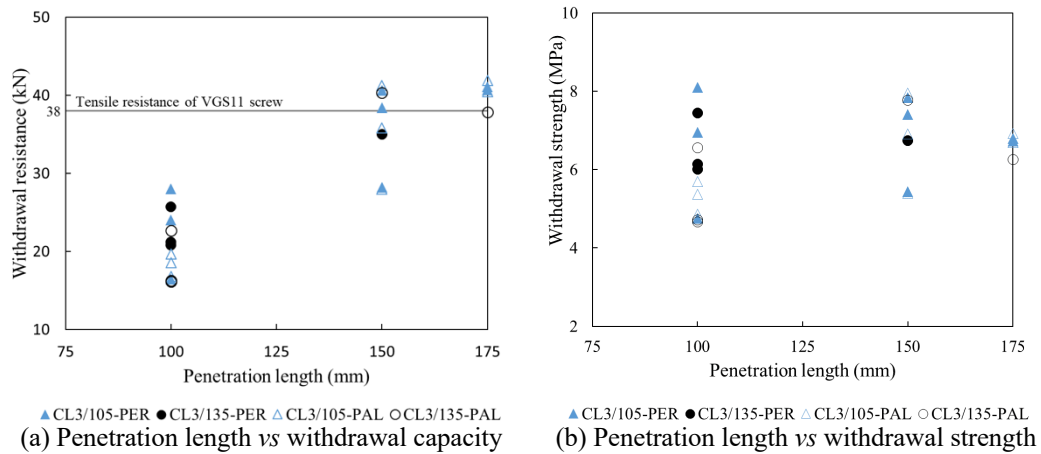 50
40
38
30
20
10
Withdrawal resistance (kN)
Tensile resistance of VGS11 screw
75 100 125 150 175
Penetration length (mm)
▲CL3/105-PER ●CL3/135-PER △CL3/105-PAL ○CL3/135-PAL
(a) Penetration length vs withdrawal capacity
10
8
6
4
2
Withdrawal strength (MPa)
75 100 125 150 175
Penetration length (mm)
▲CL3/105-PER ●CL3/135-PER △CL3/105-PAL ○CL3/135-PAL
(b) Penetration length vs withdrawal strength